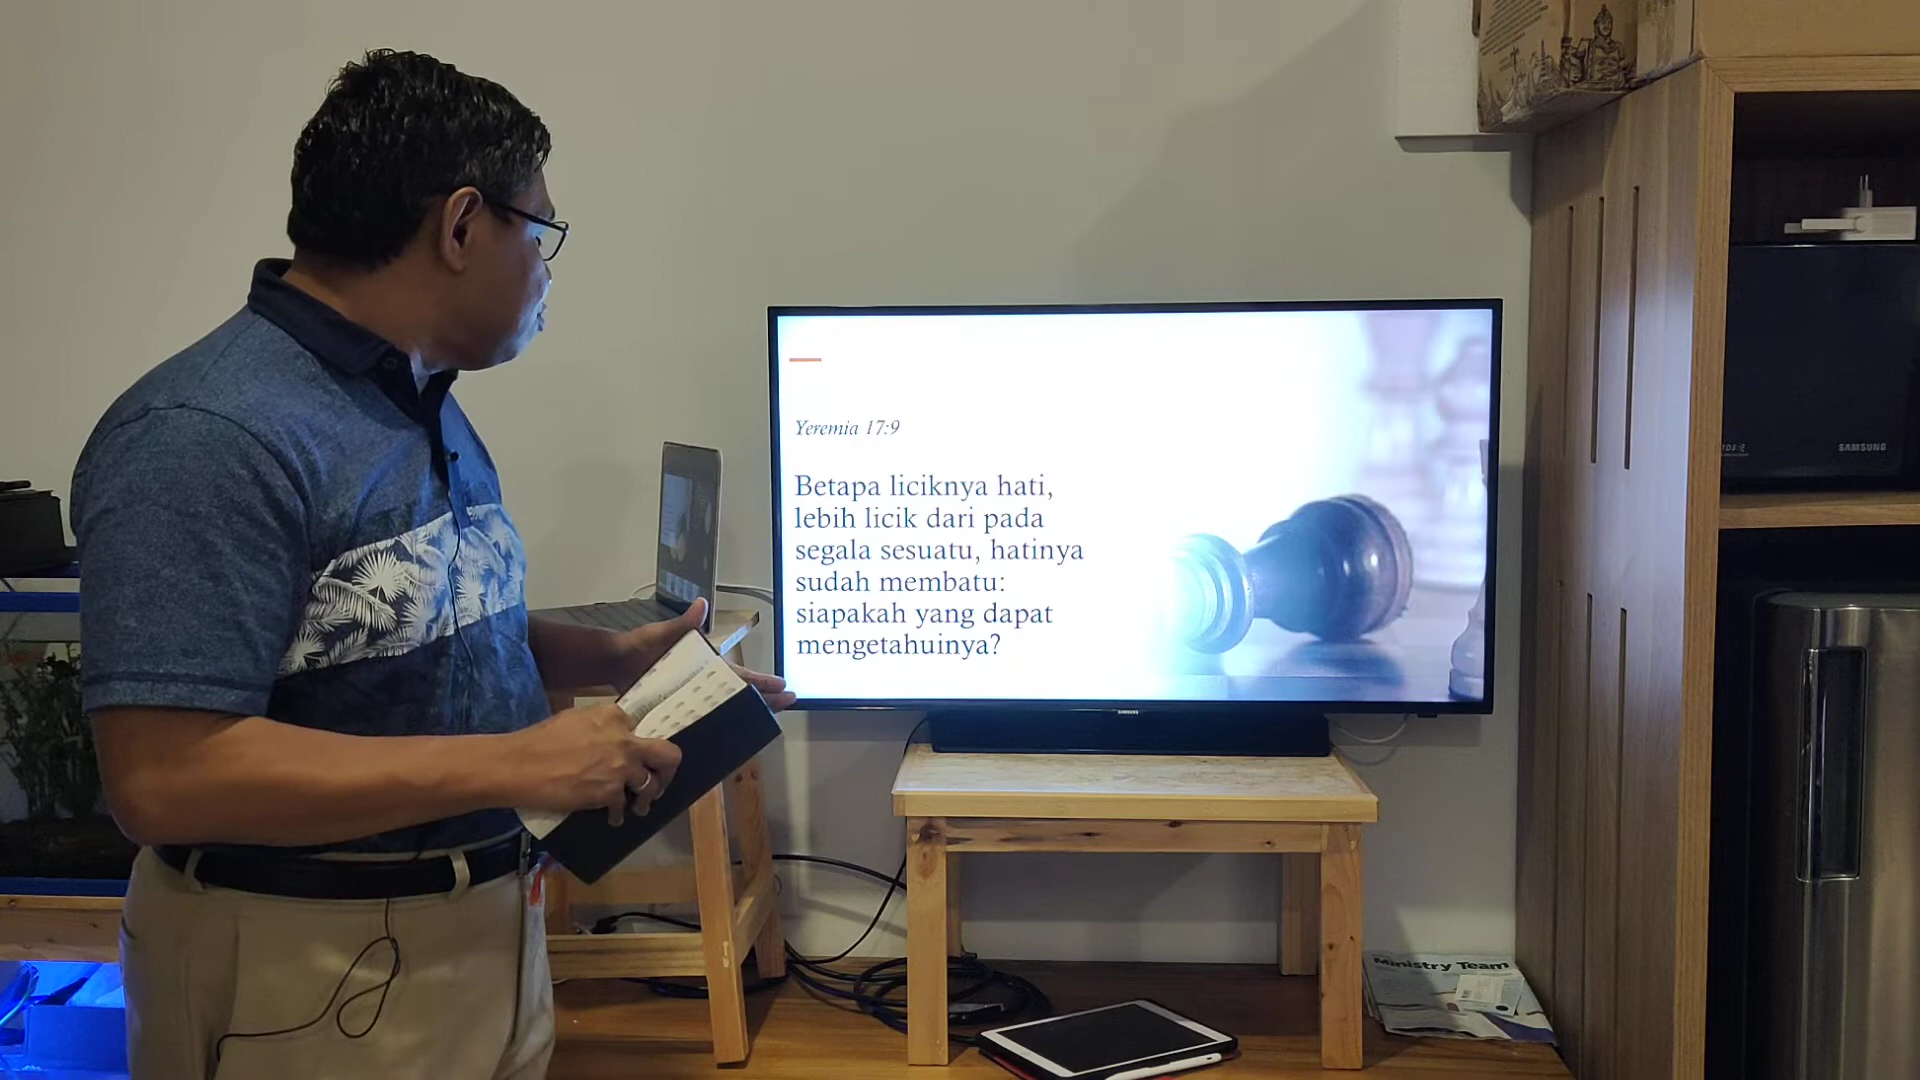 Yeremia 17:9
Betapa liciknya hati,
lebih licik dari pada
segala sesuatu, hatinya
sudah membatu:
siapakah yang dapat
mengetahuinya?
SAMSUNG
SAMSUNG
Ministry Team